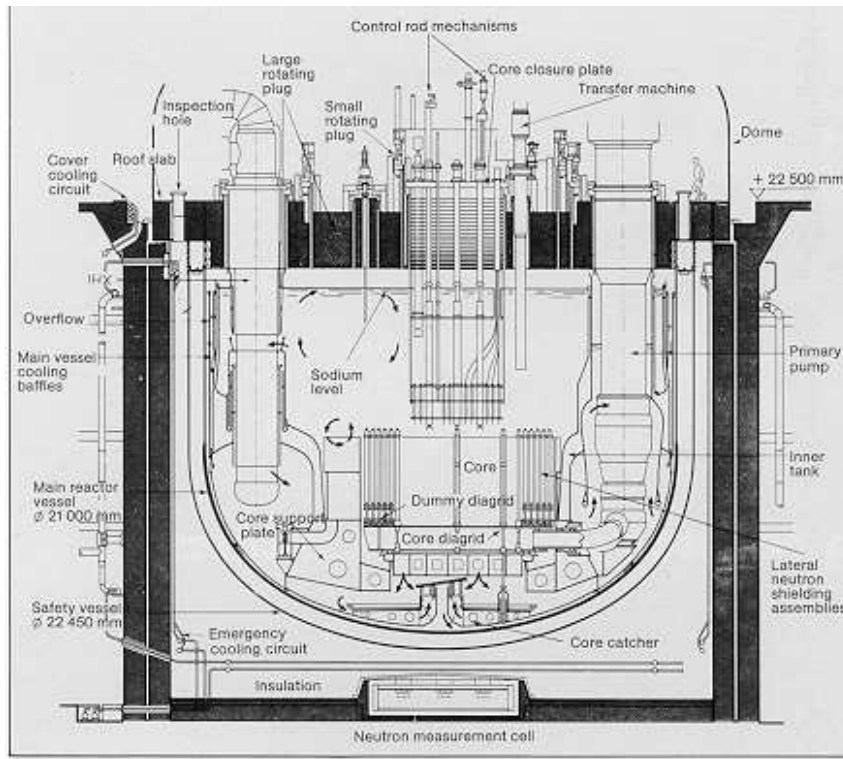 Control rod mechanisms
Large
rotating
plug
Core closure plate
Transfer machine
Inspection
hole
Small
rotating
plug
Dome
Roof slab
Cover
cooling
circuit
+ 22 500 mm
IHX
Overflow
Main vessel
cooling
baffles
Sodium
level
Primary
pump
Core
Inner
tank
Main reactor
vessel
ø 21 000 mm
Dummy diagrid
Core support
plate
Core diagrid
Lateral
neutron
shielding
assemblies
Safety vessel
ø 22 450 mm
Emergency
cooling circuit
Core catcher
Insulation
Neutron measurement cell